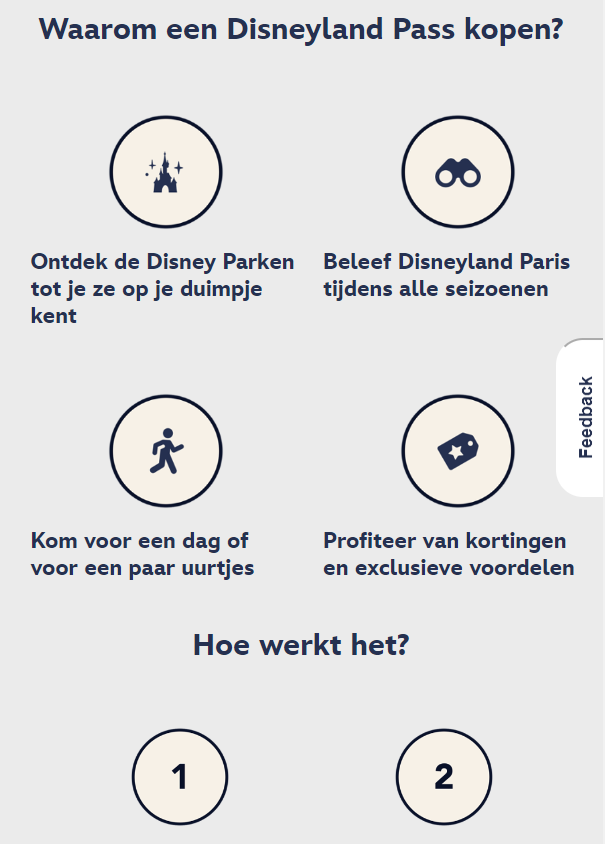 Waarom een Disneyland Pass kopen?
Ontdek de Disney Parken
tot je ze op je duimpje
kent
Beleef Disneyland Paris
tijdens alle seizoenen
Feedback
Kom voor een dag of
voor een paar uurtjes
Profiteer van kortingen
en exclusieve voordelen
Hoe werkt het?
1
2